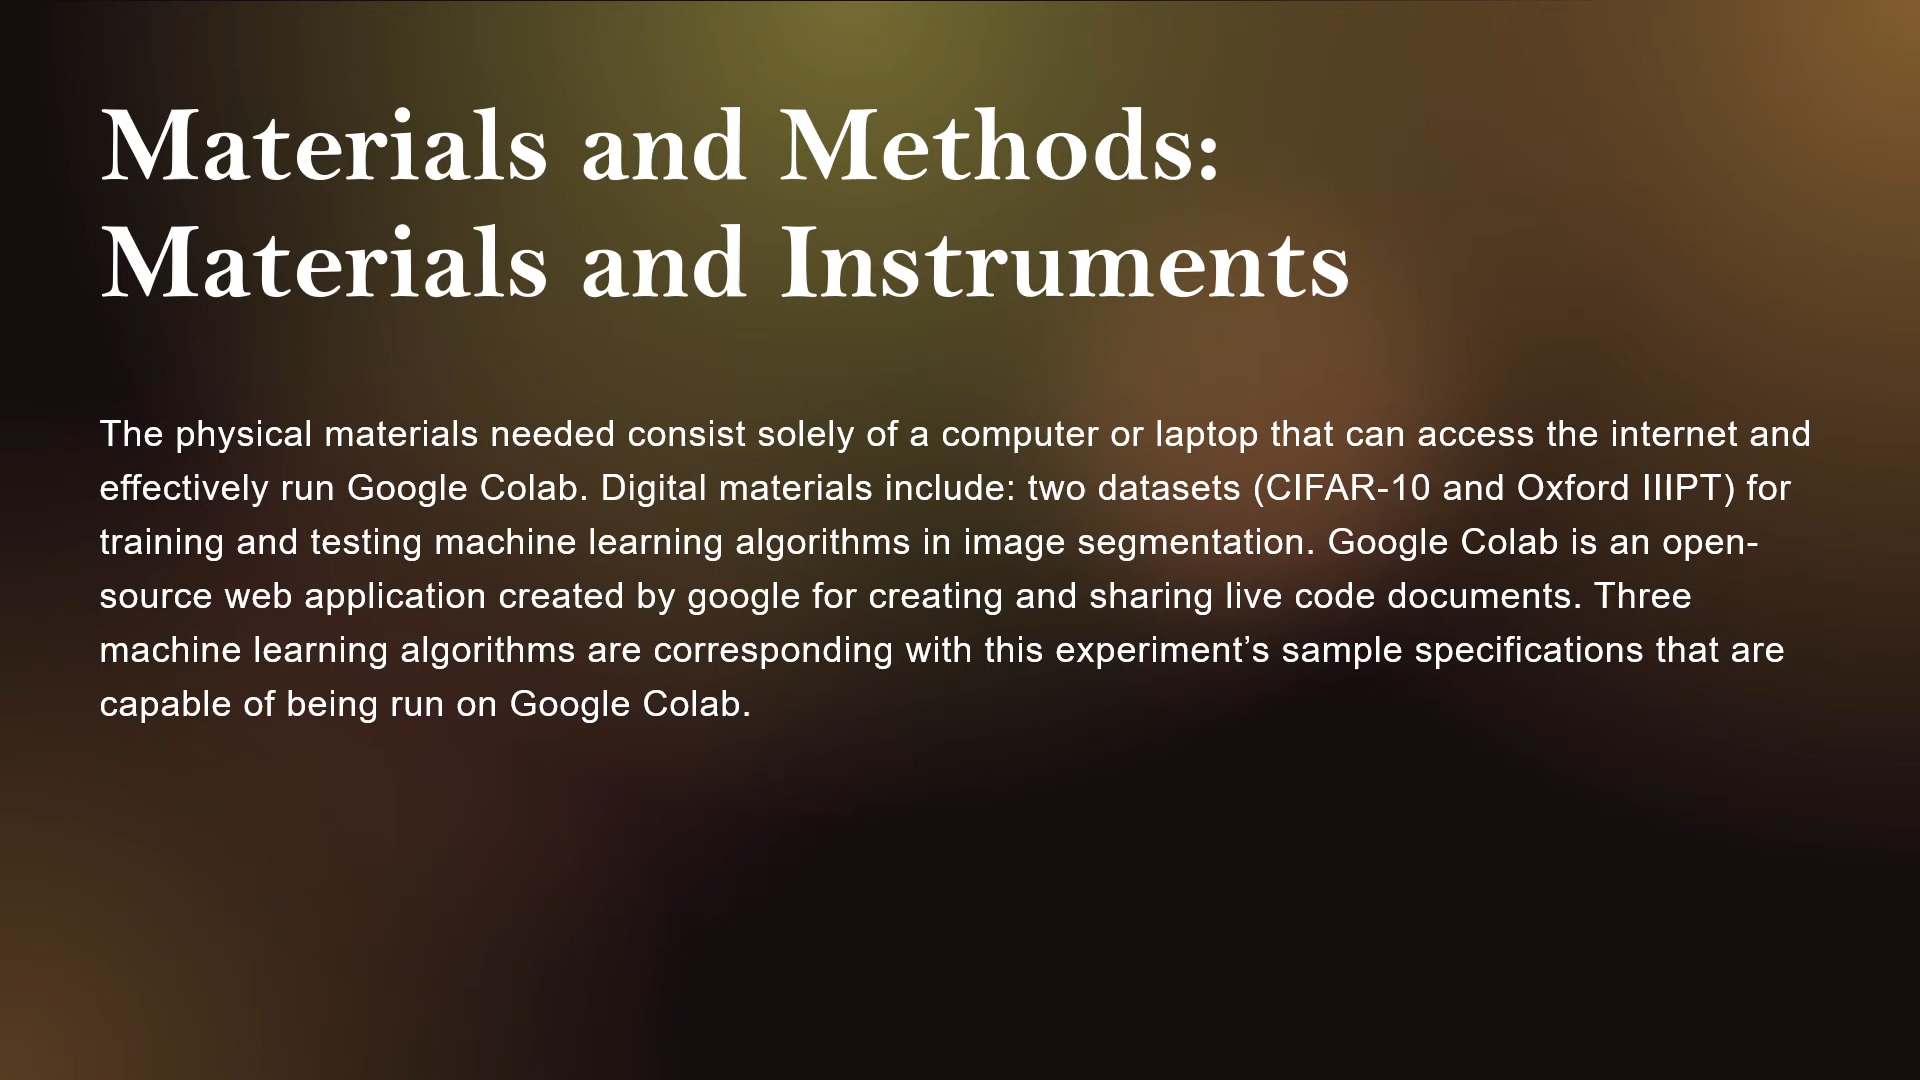 Materials and Methods:
Materials and Instruments
The physical materials needed consist solely of a computer or laptop that can access the internet and
effectively run Google Colab. Digital materials include: two datasets (CIFAR-10 and Oxford IIIPT) for
training and testing machine learning algorithms in image segmentation. Google Colab is an open-
source web application created by google for creating and sharing live code documents. Three
machine learning algorithms are corresponding with this experiment’s sample specifications that are
capable of being run on Google Colab.